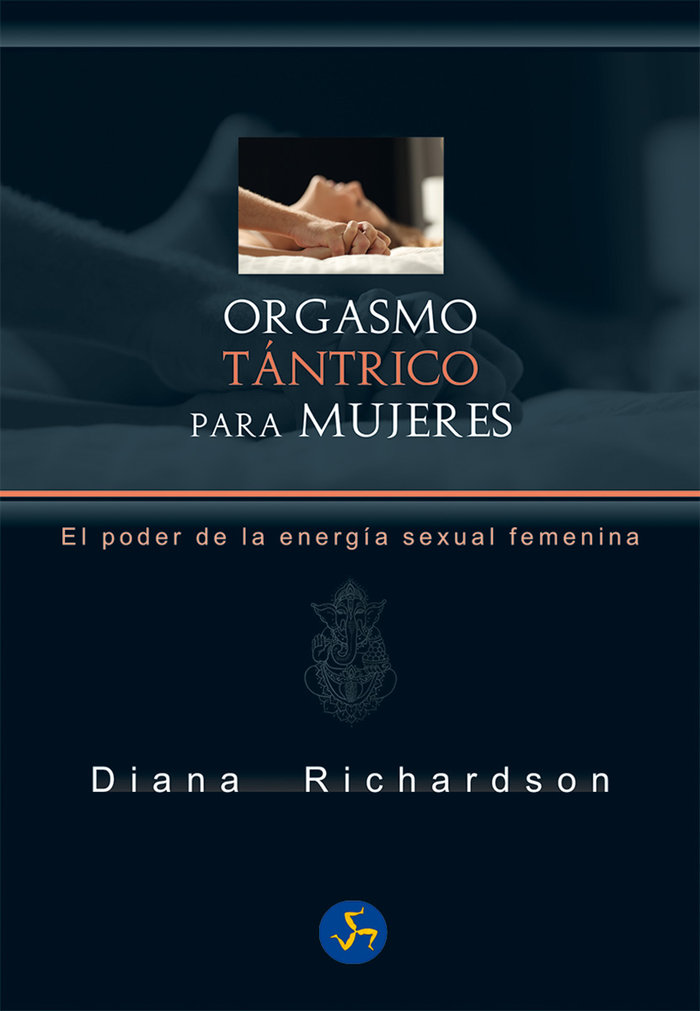 ORGASMO
TÁNTRICO
PARA MUJERES
El poder de la energía sexual femenina
Diana Richardson